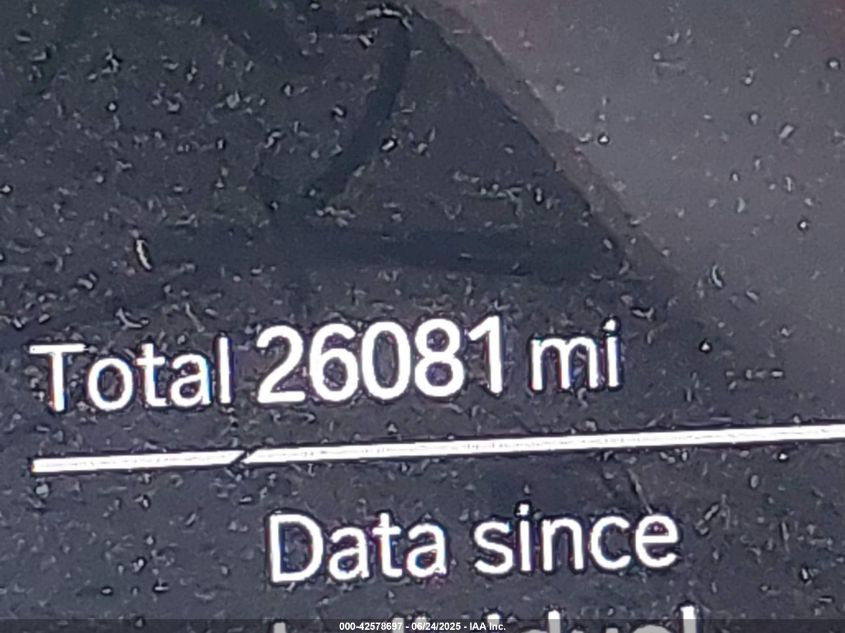 Total 26081 mi
Data since
000-42578697 - 06/24/2025 - IAA Inc.